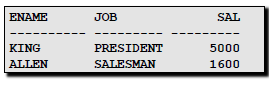 ENAME      JOB             SAL
---------- --------- ---------
KING       PRESIDENT      5000
ALLEN      SALESMAN       1600